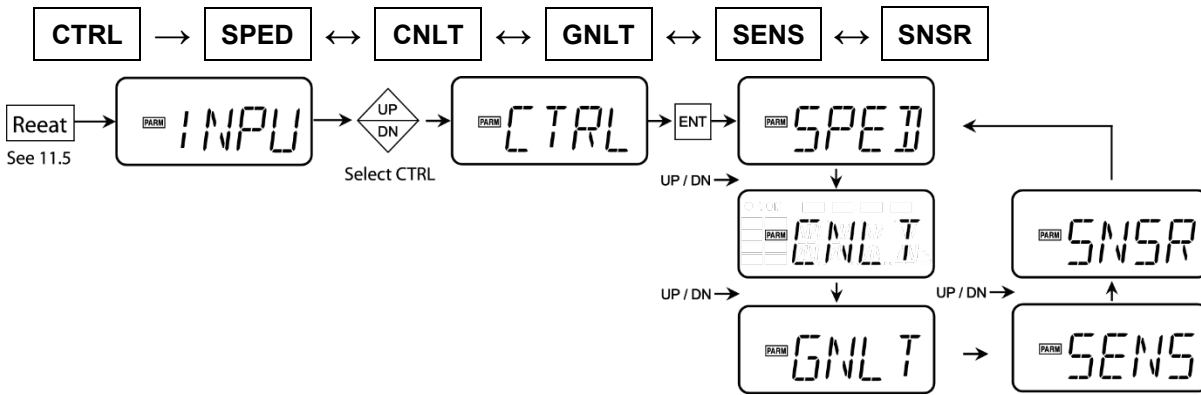 CTRL → SPED ↔ CNLT ↔ GNLT ↔ SENS ↔ SNSR
Reeat → PARM INPU → UP DN → PARM CTRL → ENT → PARM SPED
See 11.5
Select CTRL
UP / DN →
PARM CNLT
PARM SNSR
UP / DN →
UP / DN →
PARM GNLT → PARM SENS